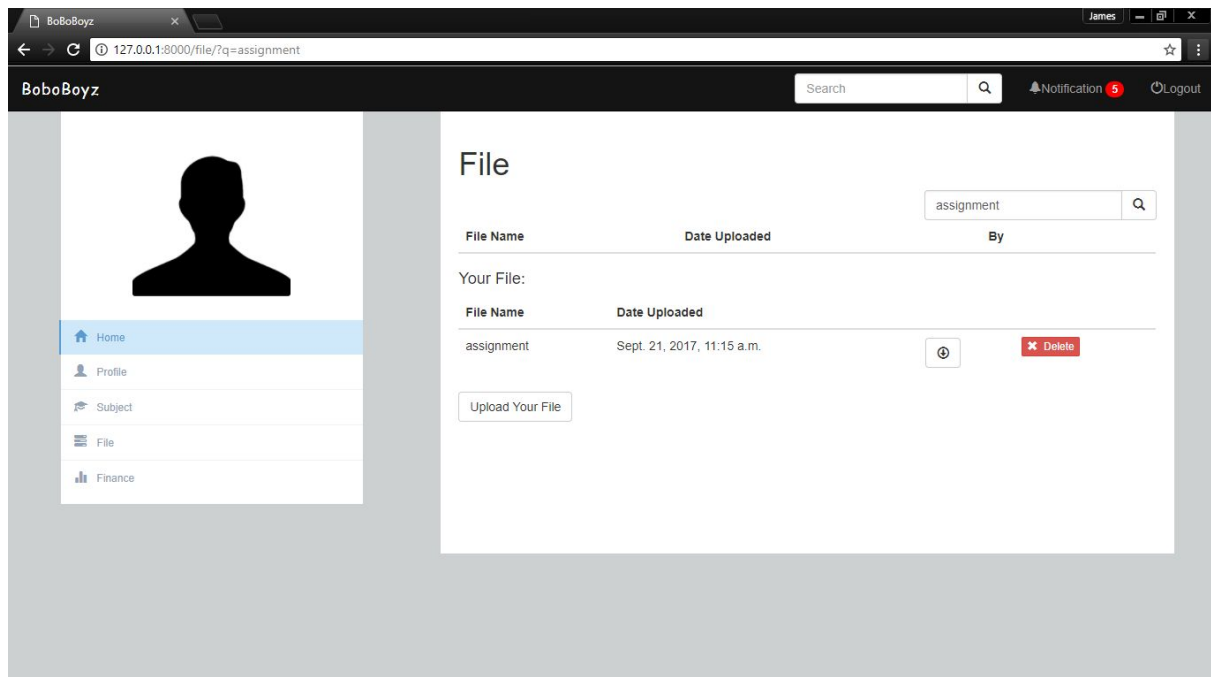 BoBoBoyz
James
127.0.0.1:8000/file/?q=assignment
BoboBoyz
Search
Notification 5
Logout
File
assignment
File Name Date Uploaded By
Your File:
File Name Date Uploaded
assignment Sept. 21, 2017, 11:15 a.m. Delete
Upload Your File
Home
Profile
Subject
File
Finance